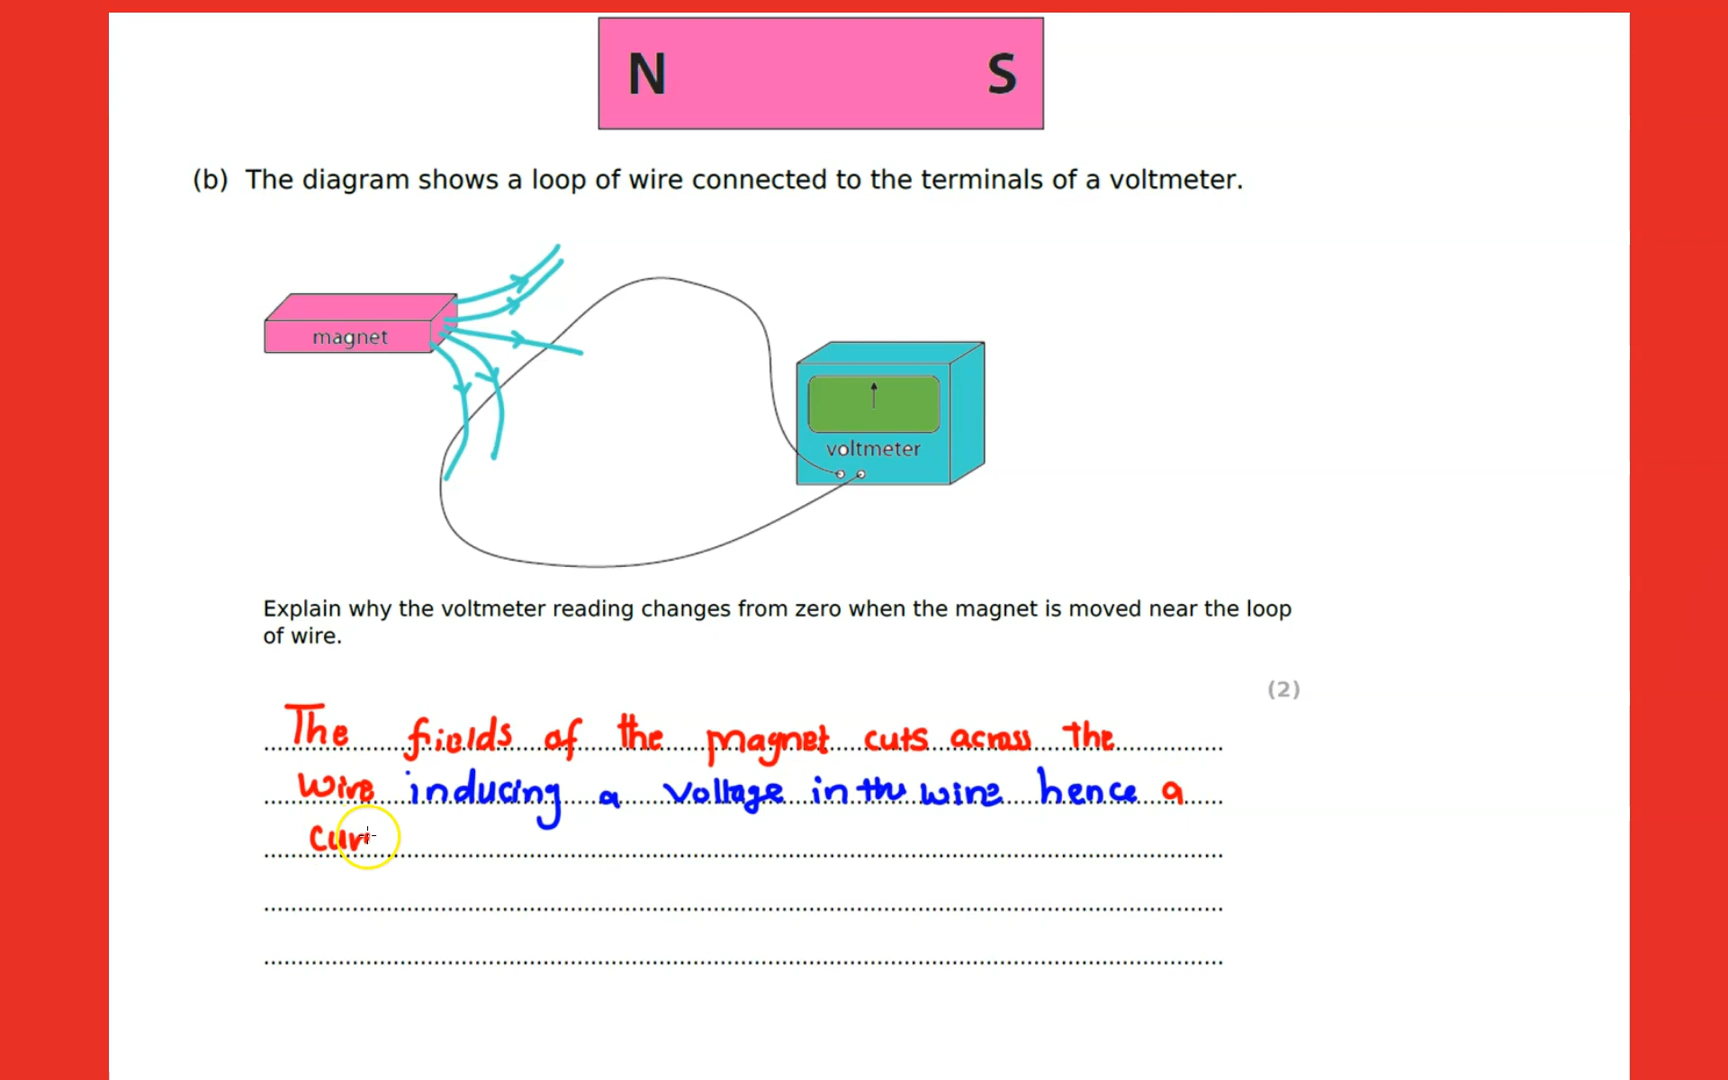 N S
(b) The diagram shows a loop of wire connected to the terminals of a voltmeter.
magnet
voltmeter
Explain why the voltmeter reading changes from zero when the magnet is moved near the loop
of wire.
(2)
The fields of the magnet cuts across the
wire inducing a voltage in the wire hence a
curr